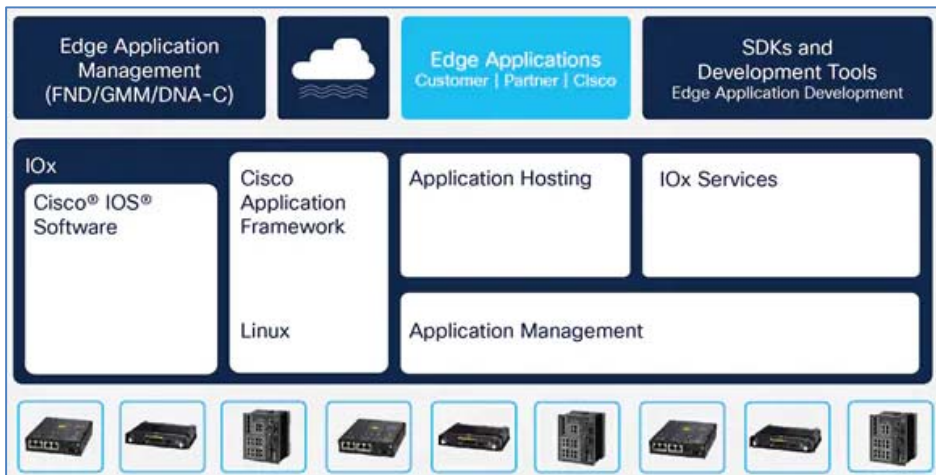 Edge Application
Management
(FND/GMM/DNA-C)
Edge Applications
Customer | Partner | Cisco
SDKs and
Development Tools
Edge Application Development
IOx
Cisco® IOS®
Software
Cisco
Application
Framework
Linux
Application Hosting
IOx Services
Application Management